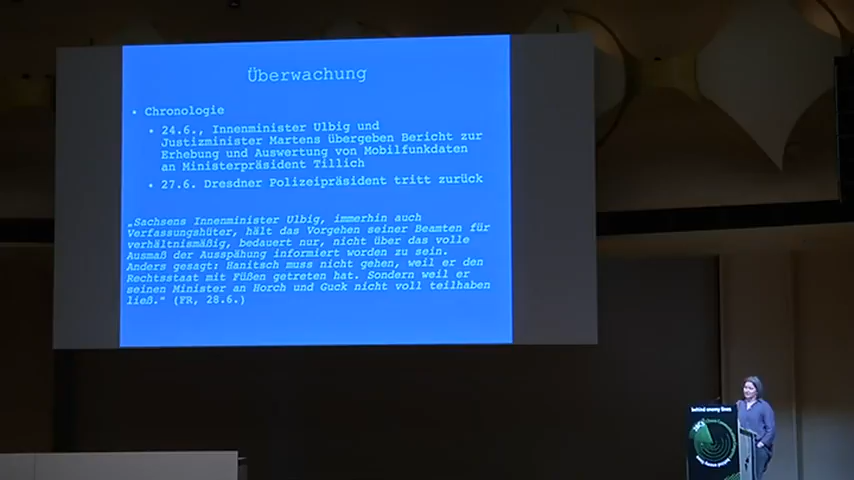 Überwachung
• Chronologie
• 24.6., Innenminister Ulbig und
Justizminister Martens übergeben Bericht zur
Erhebung und Auswertung von Mobilfunkdaten
an Ministerpräsident Tillich
• 27.6. Dresdner Polizeipräsident tritt zurück
„Sachsens Innenminister Ulbig, immerhin auch
Verfassungshüter, hält das Vorgehen seiner Beamten für
verhältnismäßig, bedauert nur, nicht über das volle
Ausmaß der Ausspähung informiert worden zu sein.
Anders gesagt: Hanitsch muss nicht gehen, weil er den
Rechtsstaat mit Füßen getreten hat. Sondern weil er
seinen Minister an Horch und Guck nicht voll teilhaben
ließ." (FR, 28.6.)
behind enemy lines
28C3